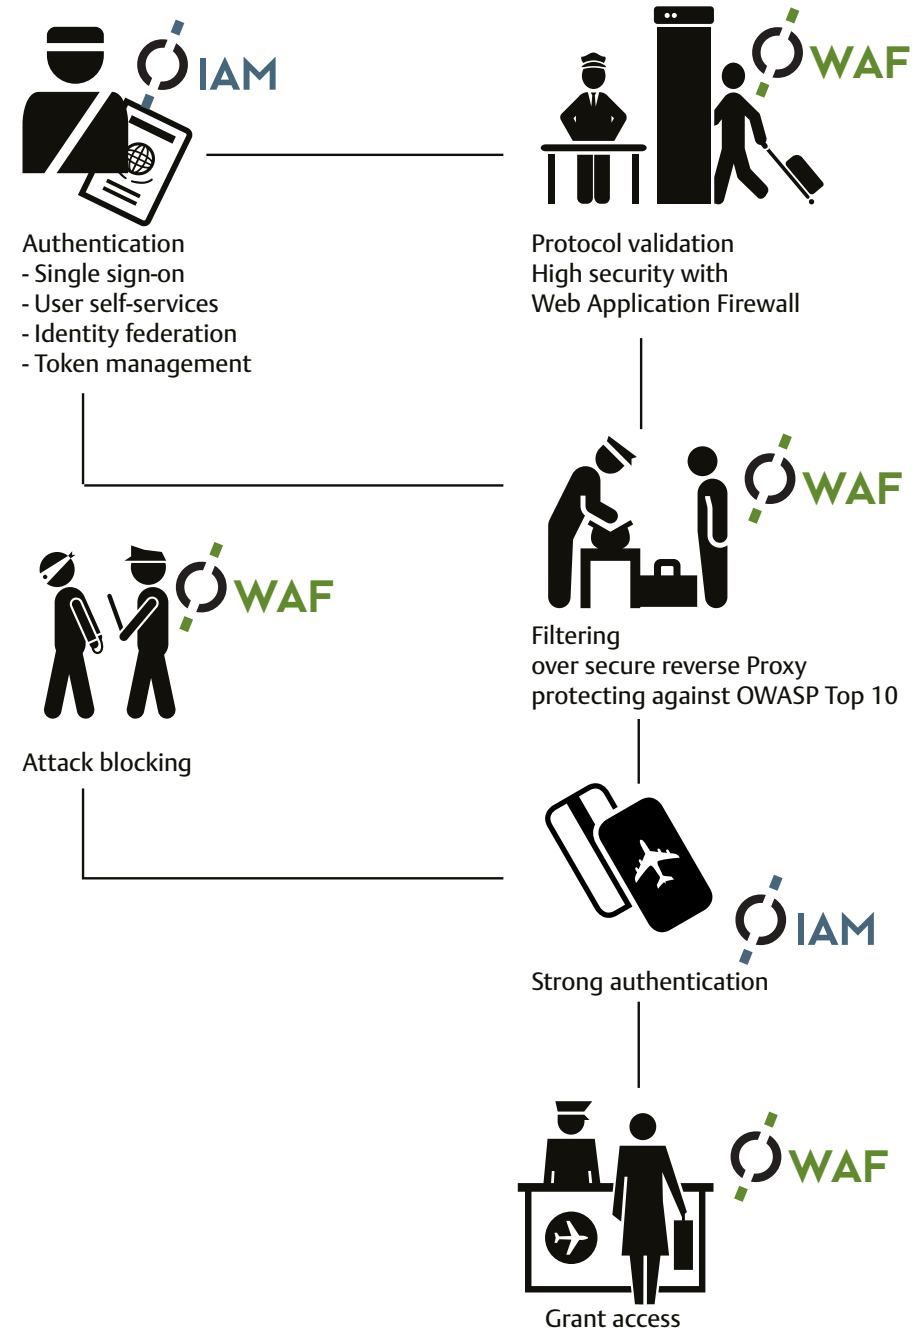 IAM
Authentication
- Single sign-on
- User self-services
- Identity federation
- Token management
WAF
Protocol validation
High security with
Web Application Firewall
WAF
Filtering
over secure reverse Proxy
protecting against OWASP Top 10
WAF
Attack blocking
IAM
Strong authentication
WAF
Grant access